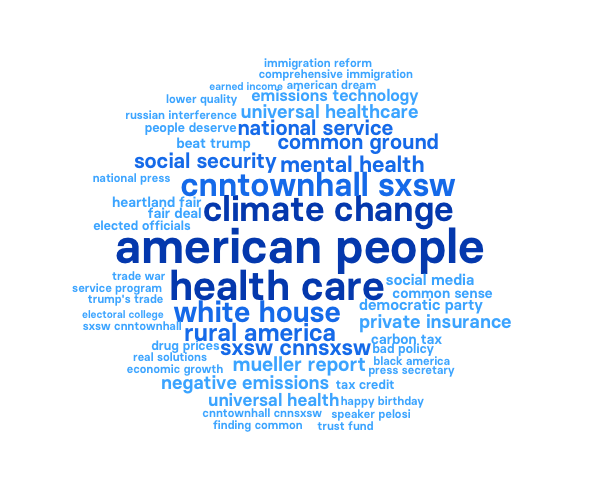 immigration reform
comprehensive immigration
earned income american dream
lower quality emissions technology
russian interference universal healthcare
people deserve national service
beat trump common ground
social security mental health
national press cnntownhall sxsw
heartland fair climate change
fair deal
elected officials
american people
trade war health care social media
service program common sense
trump's trade white house democratic party
electoral college private insurance
sxsw cnntownhall rural america carbon tax
drug prices sxsw cnnsxsw bad policy
real solutions mueller report black america
economic growth press secretary
negative emissions tax credit
universal health happy birthday
cnntownhall cnnsxsw speaker pelosi
finding common trust fund